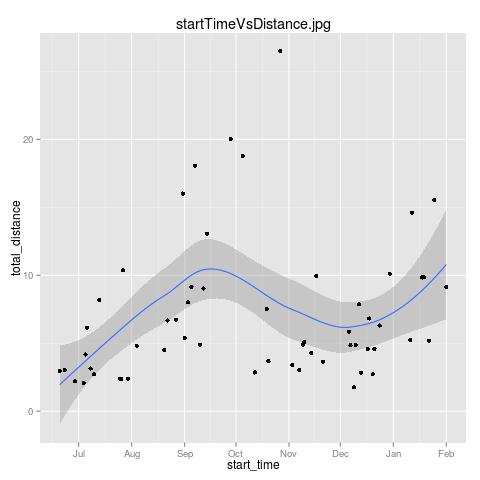 startTimeVsDistance.jpg
total_distance
20
10
0
Jul Aug Sep Oct Nov Dec Jan Feb
start_time